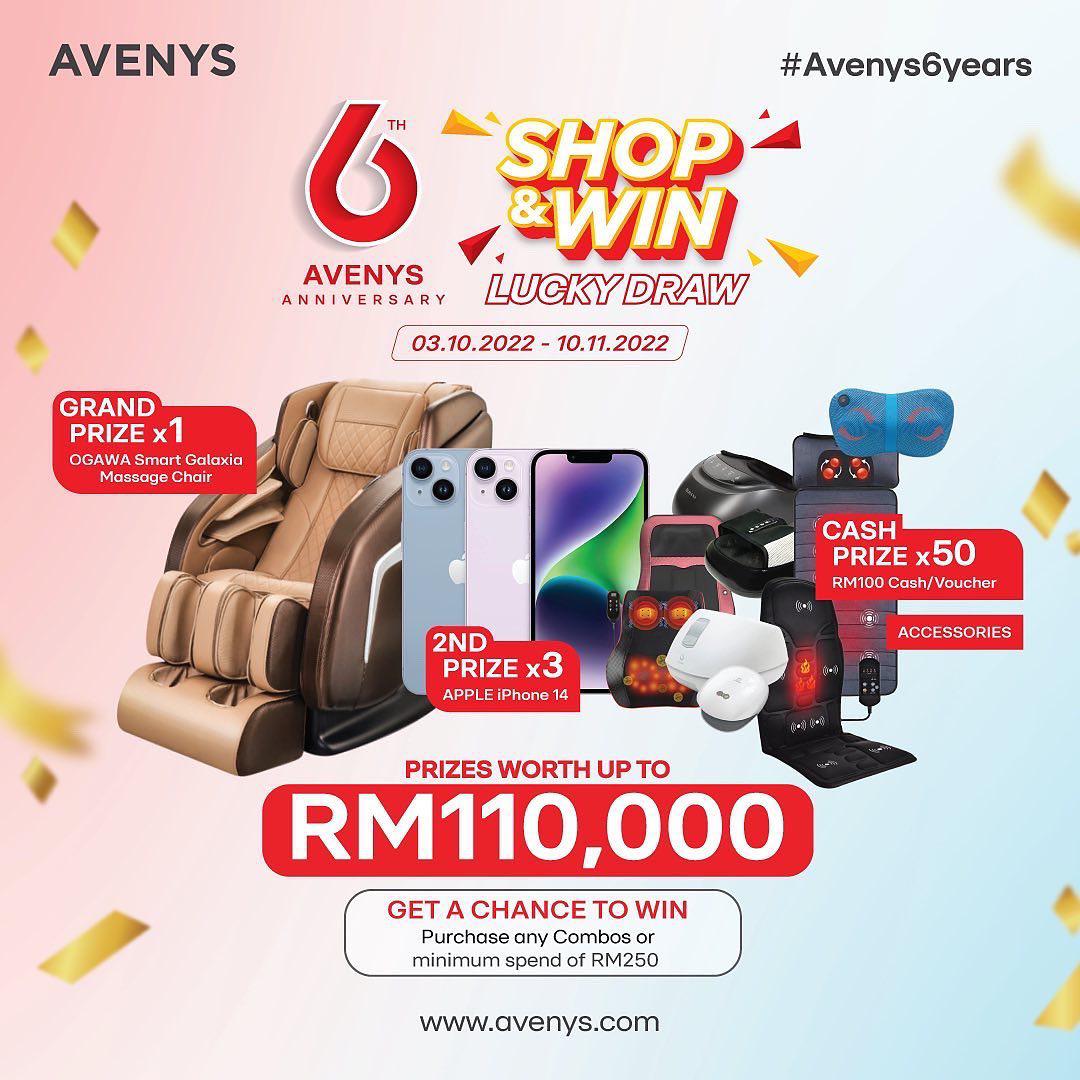 AVENYS
#Avenys6years
6TH
AVENYS
ANNIVERSARY
SHOP
&WIN
LUCKY DRAW
03.10.2022 - 10.11.2022
GRAND
PRIZE x1
OGAWA Smart Galaxia
Massage Chair
2ND
PRIZE x3
APPLE iPhone 14
CASH
PRIZE x50
RM100 Cash/Voucher
ACCESSORIES
PRIZES WORTH UP TO
RM110,000
GET A CHANCE TO WIN
Purchase any Combos or
minimum spend of RM250
www.avenys.com